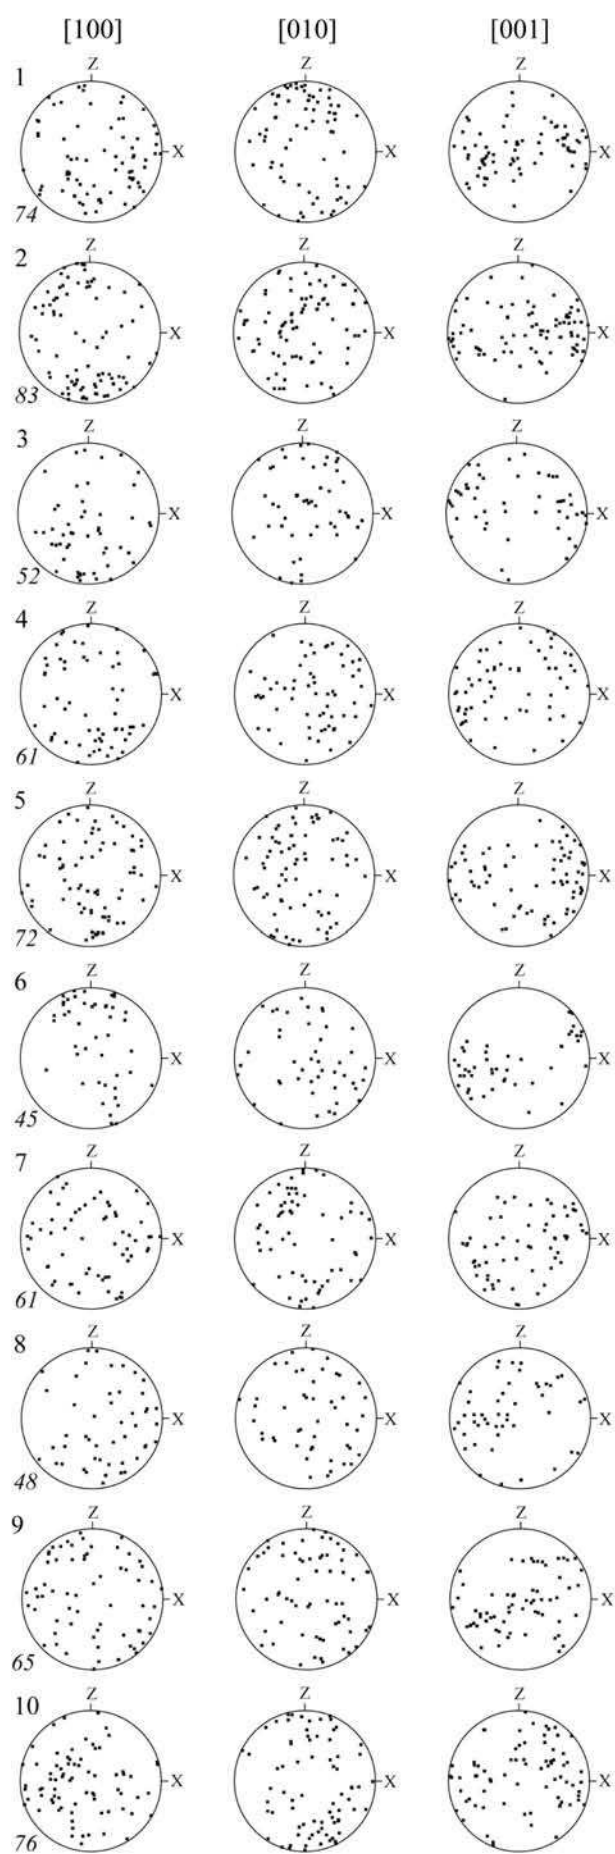 [100] [010] [001]
1 Z Z Z
X X X
74
2 Z Z Z
X X X
83
3 Z Z Z
X X X
52
4 Z Z Z
X X X
61
5 Z Z Z
X X X
72
6 Z Z Z
X X X
45
7 Z Z Z
X X X
61
8 Z Z Z
X X X
48
9 Z Z Z
X X X
65
10 Z Z Z
X X X
76